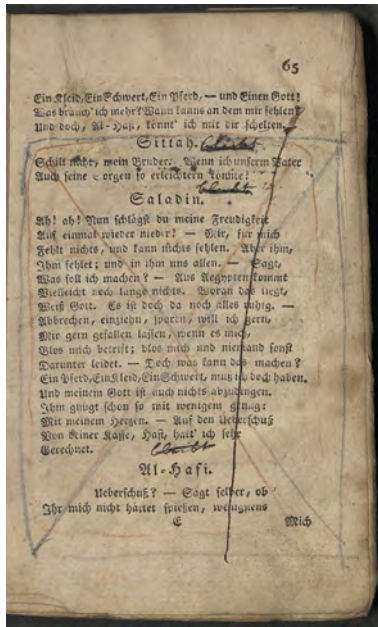 65
Ein Kleid, Ein Schwert, Ein Pferd, — und Einen Gott!
Was brauch' ich mehr? Wann kanns an dem mir fehlen?
Und doch, Al-Hafi, könnt' ich mit dir schelten.
Sittah. bleibt
Schilt nicht, mein Bruder. Wenn ich unserm Vater
Auch seine Sorgen so erleichtern könnte!
bleibt
Saladin.
Ah! ah! Nun schlägst du meine Freudigkeit
Auf einmal wieder nieder! — Mir, für mich
Fehlt nichts, und kann nichts fehlen. Aber ihm,
Ihm fehlet; und in ihm uns allen. — Sagt,
Was soll ich machen? — Aus Aegypten kommt
Vielleicht noch lange nichts. Woran das liegt,
Weiß Gott. Es ist doch da noch alles ruhig. —
Abbrechen, einziehn, sparen, will ich gern,
Mir gern gefallen lassen, wenn es mich,
Blos mich betrift; blos mich und niemand sonst
Darunter leidet. — Doch was kann das machen?
Ein Pferd, Ein Kleid, Ein Schwert, muß ich doch haben.
Und meinem Gott ist auch nichts abzudingen.
Ihm gnügt schon so mit wenigem genug:
Mit meinem Herzen. — Auf den Ueberschuß
Von deiner Kasse, Hafi, hatt' ich sehr
Gerechnet. bleibt
Al-Hafi.
Ueberschuß? — Sagt selber, ob
Ihr mich nicht hättet spießen, wenigstens
E Mich